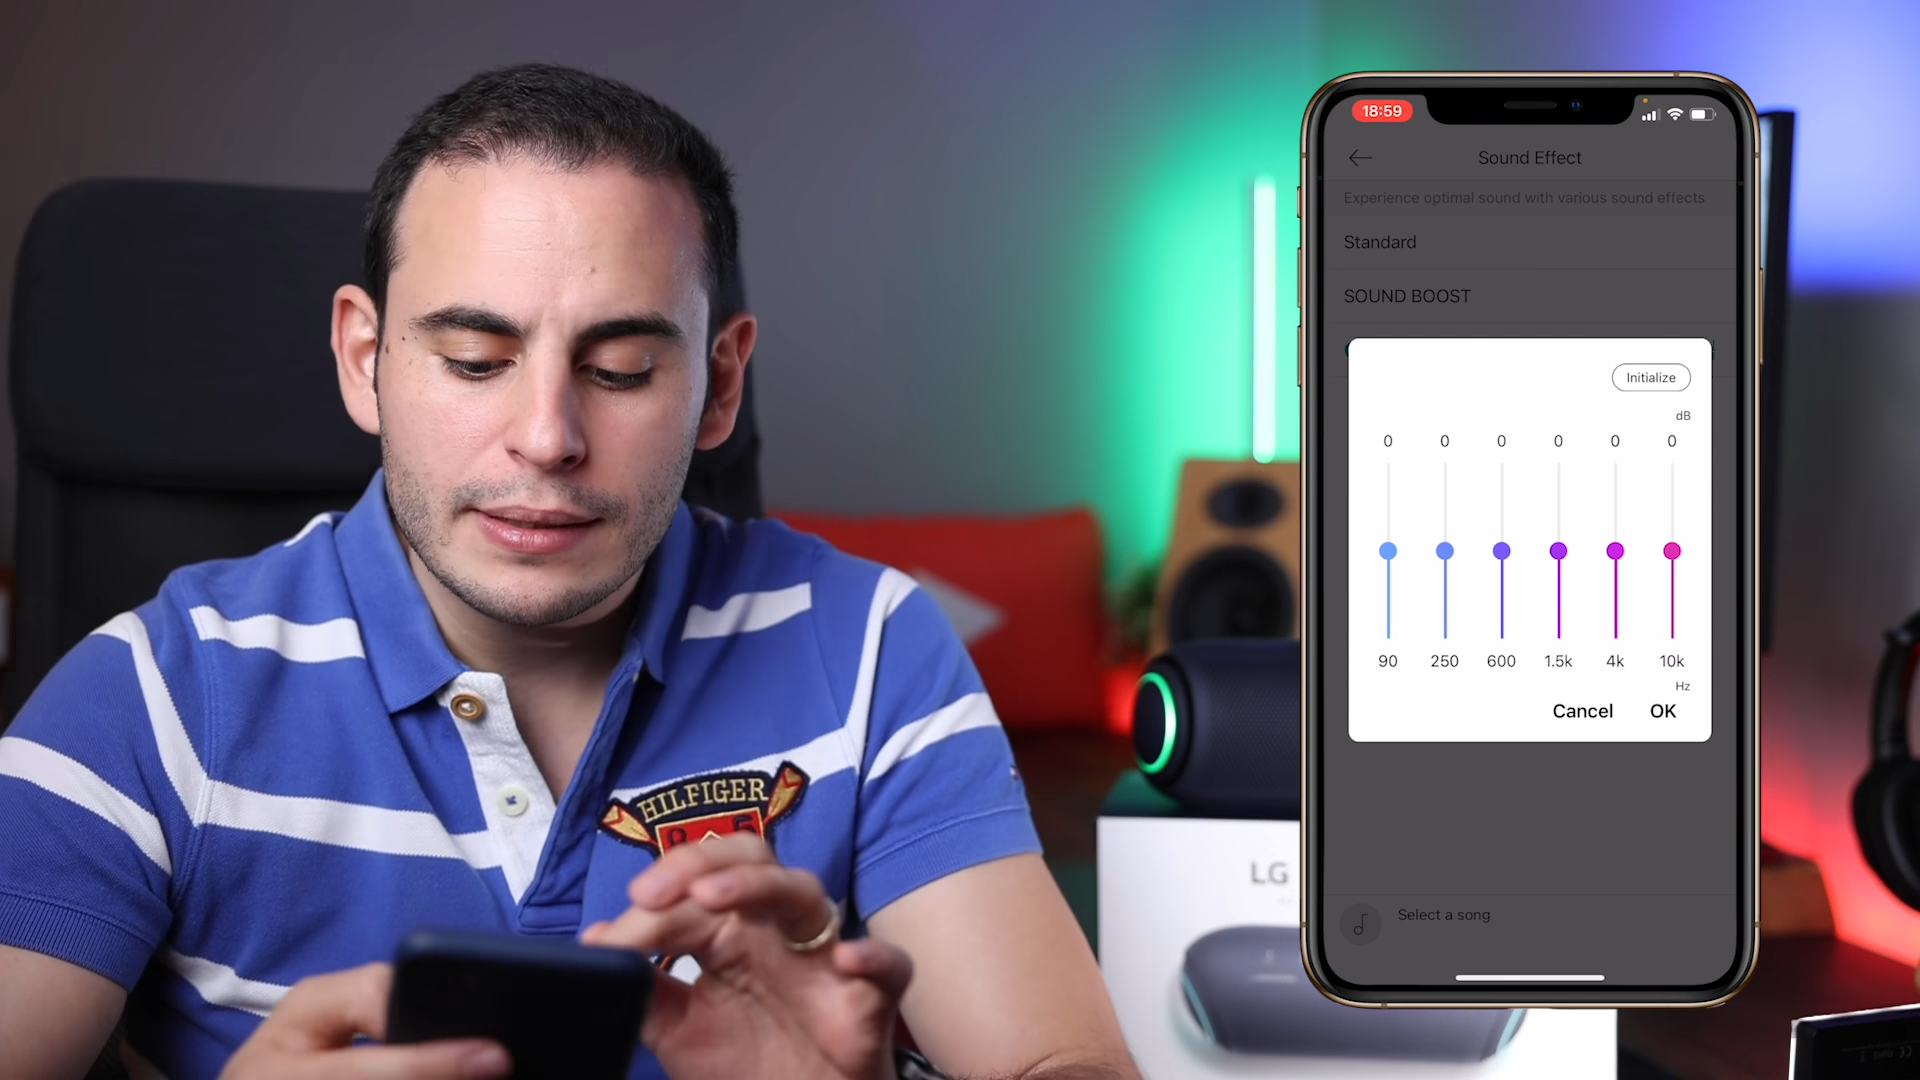 18:59
Sound Effect
Experience optimal sound with various sound effects.
Standard
SOUND BOOST
Initialize
dB
0 0 0 0 0 0
90 250 600 1.5k 4k 10k
Hz
Cancel OK
Select a song
HILFIGER
LG